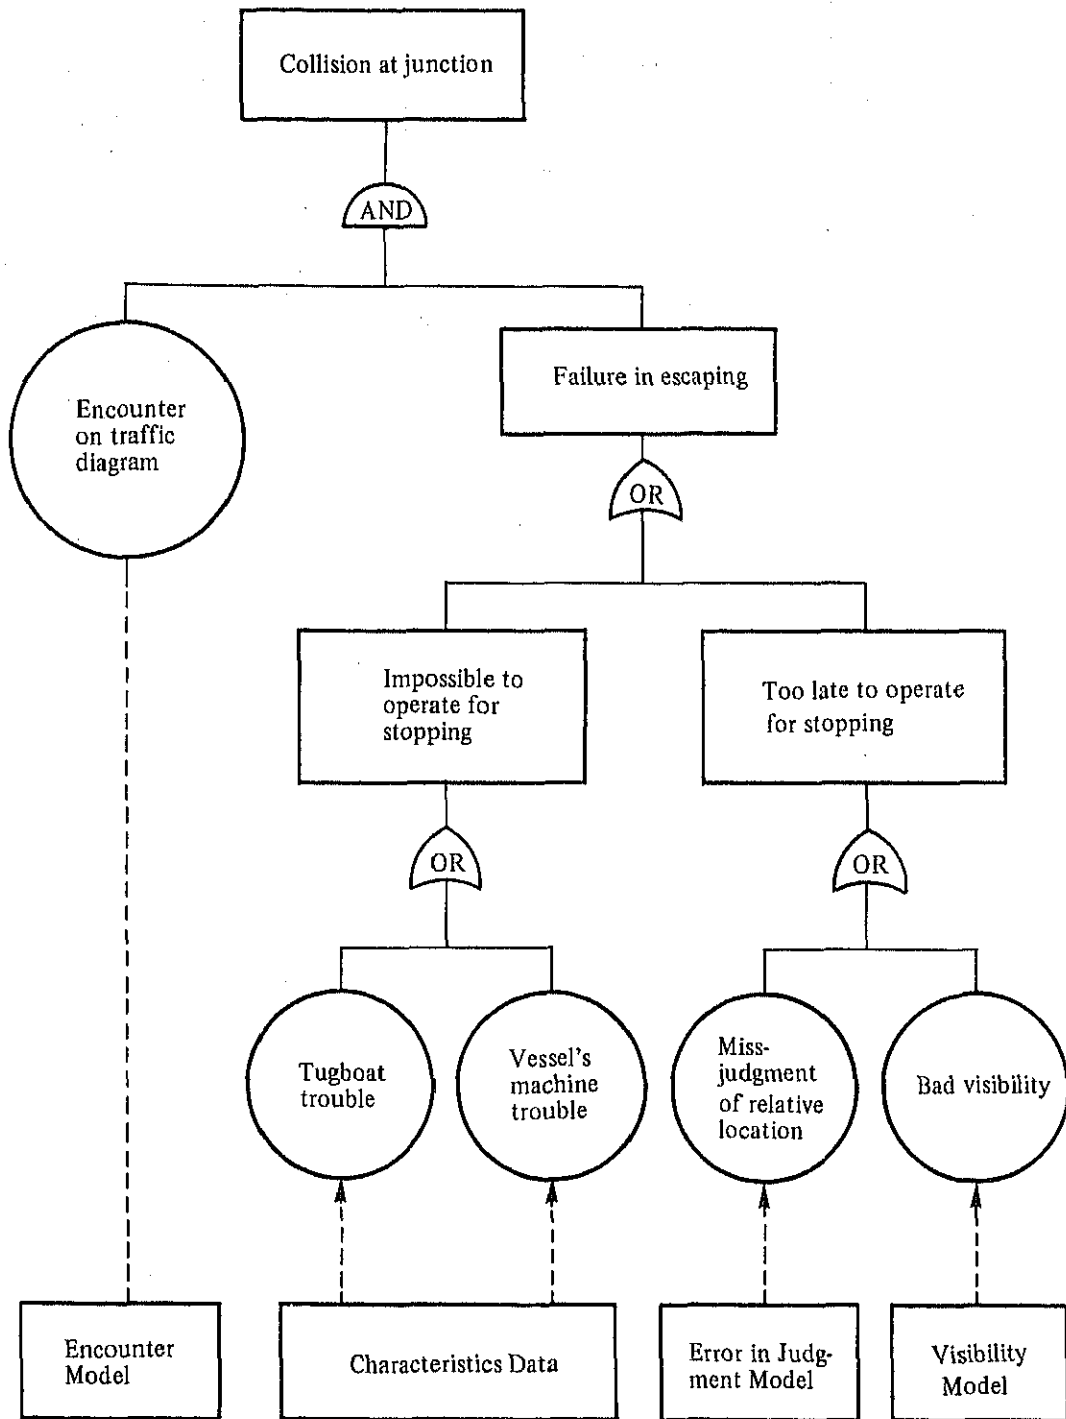 Collision at junction
AND
Encounter
on traffic
diagram
Failure in escaping
OR
Impossible to
operate for
stopping
Too late to operate
for stopping
OR
OR
Tugboat
trouble
Vessel's
machine
trouble
Miss-
judgment
of relative
location
Bad visibility
Encounter
Model
Characteristics Data
Error in Judg-
ment Model
Visibility
Model